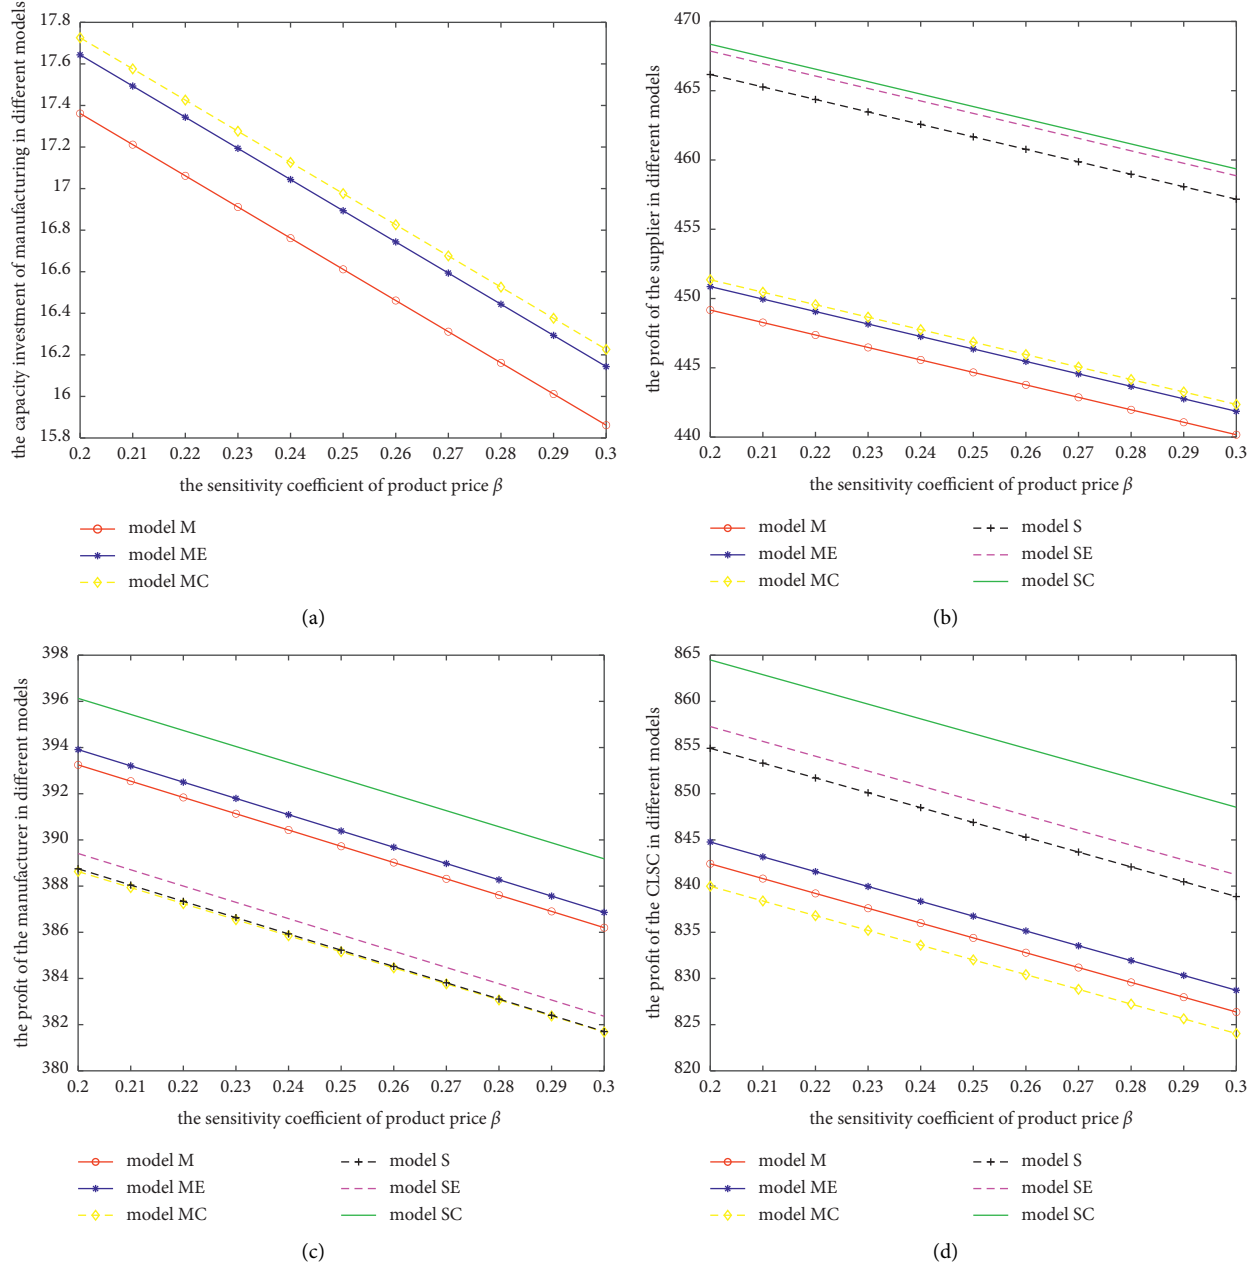 the capacity investment of manufacturing in different models
17.8
17.6
17.4
17.2
17
16.8
16.6
16.4
16.2
16
15.8
0.2 0.21 0.22 0.23 0.24 0.25 0.26 0.27 0.28 0.29 0.3
the sensitivity coefficient of product price β
model M
model ME
model MC
(a)
the profit of the supplier in different models
470
465
460
455
450
445
440
0.2 0.21 0.22 0.23 0.24 0.25 0.26 0.27 0.28 0.29 0.3
the sensitivity coefficient of product price β
model M
model ME
model MC
model S
model SE
model SC
(b)
the profit of the manufacturer in different models
398
396
394
392
390
388
386
384
382
380
0.2 0.21 0.22 0.23 0.24 0.25 0.26 0.27 0.28 0.29 0.3
the sensitivity coefficient of product price β
model M
model ME
model MC
model S
model SE
model SC
(c)
the profit of the CLSC in different models
865
860
855
850
845
840
835
830
825
820
0.2 0.21 0.22 0.23 0.24 0.25 0.26 0.27 0.28 0.29 0.3
the sensitivity coefficient of product price β
model M
model ME
model MC
model S
model SE
model SC
(d)